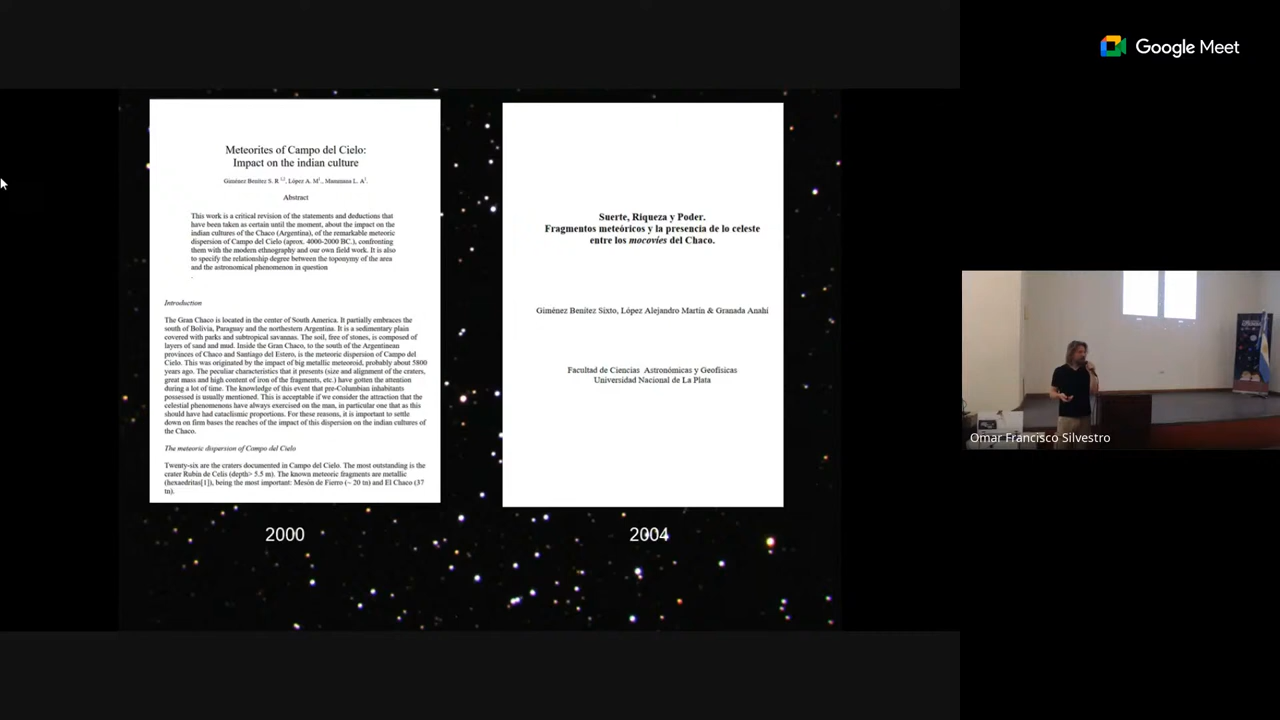 Google Meet
Meteorites of Campo del Cielo:
Impact on the indian culture
Giménez Benítez S. R 1,2, López A. M1., Mammana L. A1.
Abstract
This work is a critical revision of the statements and deductions that
have been taken as certain until the moment, about the impact on the
indian cultures of the Chaco (Argentina), of the remarkable meteoric
dispersion of Campo del Cielo (aprox. 4000-2000 BC.), confronting
them with the modern ethnography and our own field work. It is also
to specify the relationship degree between the toponymy of the area
and the astronomical phenomenon in question
.
Introduction
The Gran Chaco is located in the center of South America. It partially embraces the
south of Bolivia, Paraguay and the northern Argentina. It is a sedimentary plain
covered with parks and subtropical savannas. The soil, free of stones, is composed of
layers of sand and mud. Inside the Gran Chaco, to the south of the Argentinean
provinces of Chaco and Santiago del Estero, is the meteoric dispersion of Campo del
Cielo. This was originated by the impact of big metallic meteoroid, probably about 5800
years ago. The peculiar characteristics that it presents (size and alignment of the craters,
great mass and high content of iron of the fragments, etc.) have gotten the attention
during a lot of time. The knowledge of this event that pre-Columbian inhabitants
possessed is usually mentioned. This is acceptable if we consider the attraction that the
celestial phenomenons have always exercised on the man, in particular one that as this
should have had cataclysmic proportions. For these reasons, it is important to settle
down on firm bases the reaches of the impact of this dispersion on the indian cultures of
the Chaco.
The meteoric dispersion of Campo del Cielo
Twenty-six are the craters documented in Campo del Cielo. The most outstanding is the
crater Rubín de Celis (depth> 5.5 m). The known meteoric fragments are metallic
(hexaedritas[1]), being the most important: Mesón de Fierro (~ 20 tn) and El Chaco (37
tn).
2000
Suerte, Riqueza y Poder.
Fragmentos meteóricos y la presencia de lo celeste
entre los mocovíes del Chaco.
Giménez Benítez Sixto, López Alejandro Martín & Granada Anahí
Facultad de Ciencias Astronómicas y Geofísicas
Universidad Nacional de La Plata
2004
Omar Francisco Silvestro